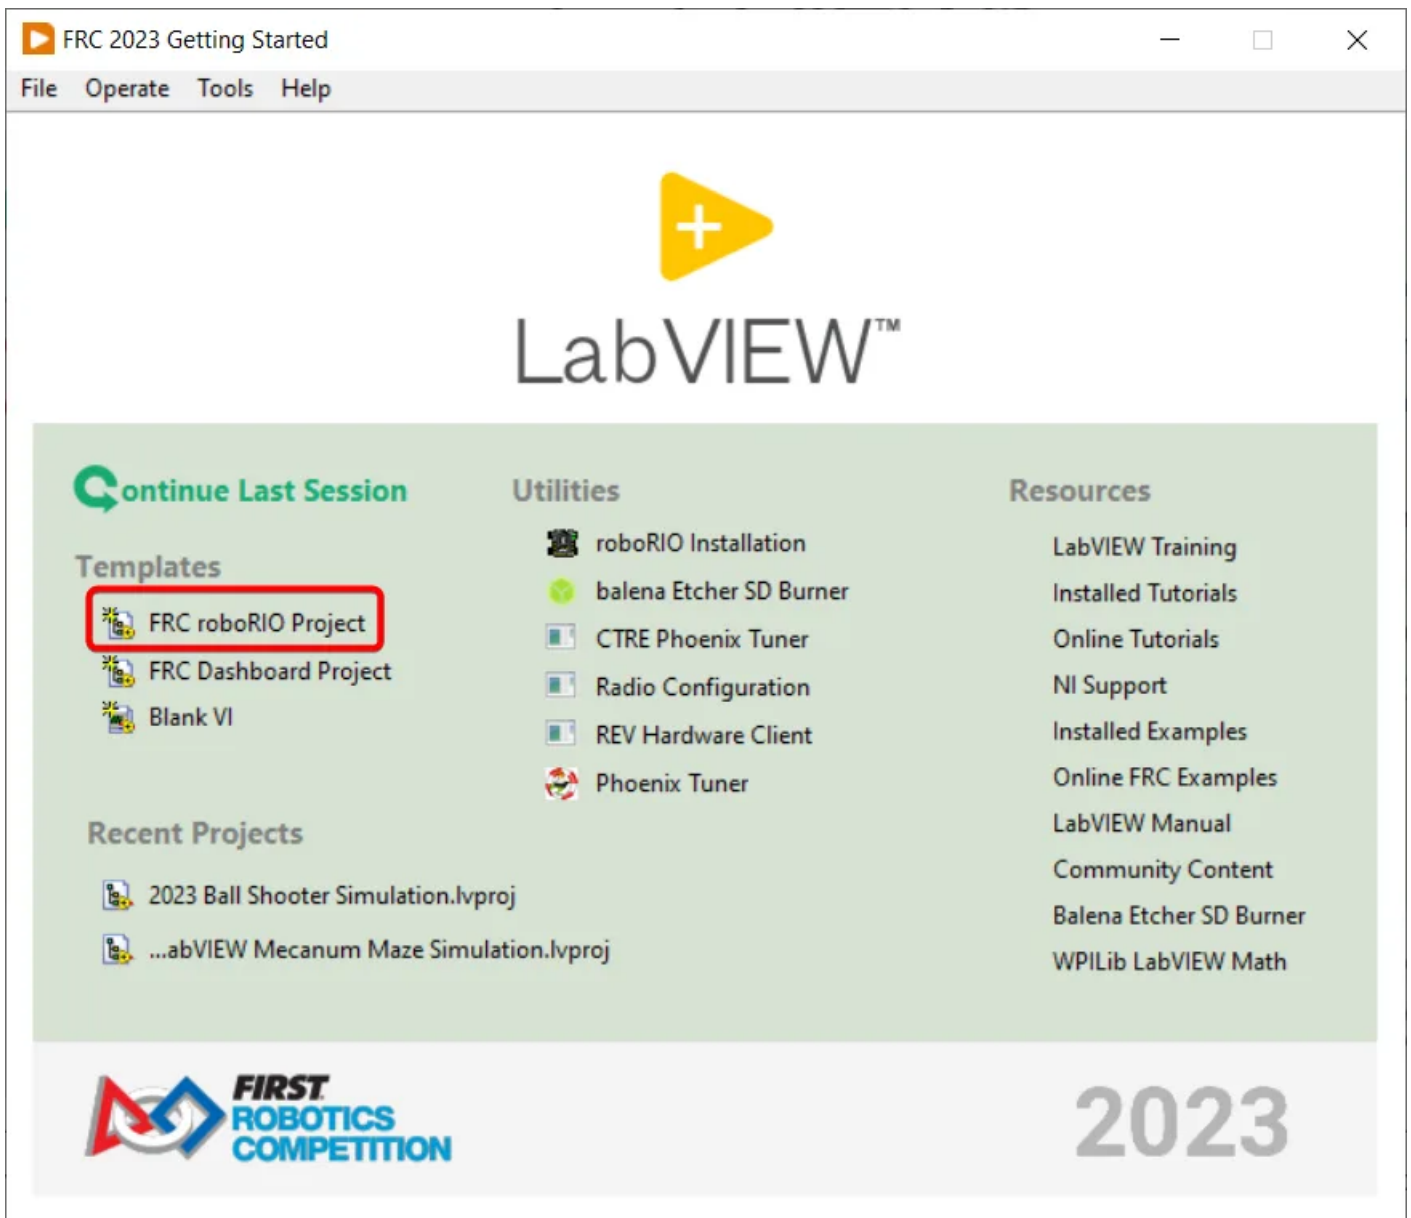 FRC 2023 Getting Started
File Operate Tools Help
LabVIEW™
Continue Last Session
Templates
FRC roboRIO Project
FRC Dashboard Project
Blank VI
Recent Projects
2023 Ball Shooter Simulation.lvproj
...abVIEW Mecanum Maze Simulation.lvproj
Utilities
roboRIO Installation
balena Etcher SD Burner
CTRE Phoenix Tuner
Radio Configuration
REV Hardware Client
Phoenix Tuner
Resources
LabVIEW Training
Installed Tutorials
Online Tutorials
NI Support
Installed Examples
Online FRC Examples
LabVIEW Manual
Community Content
Balena Etcher SD Burner
WPILib LabVIEW Math
FIRST
ROBOTICS
COMPETITION
2023